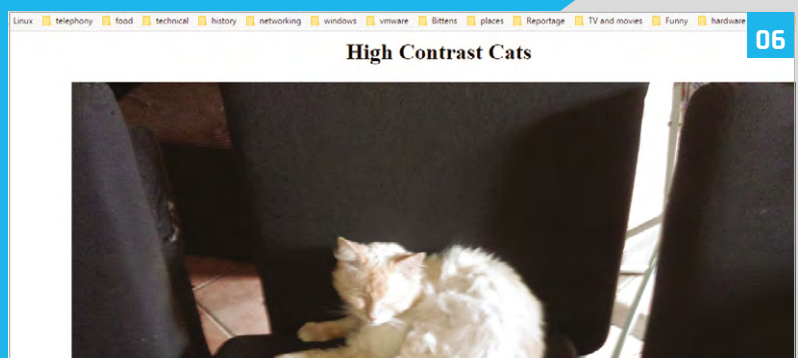 Linux telephony food technical history networking windows vmware Bittens places Reportage TV and movies Funny hardware
06
High Contrast Cats